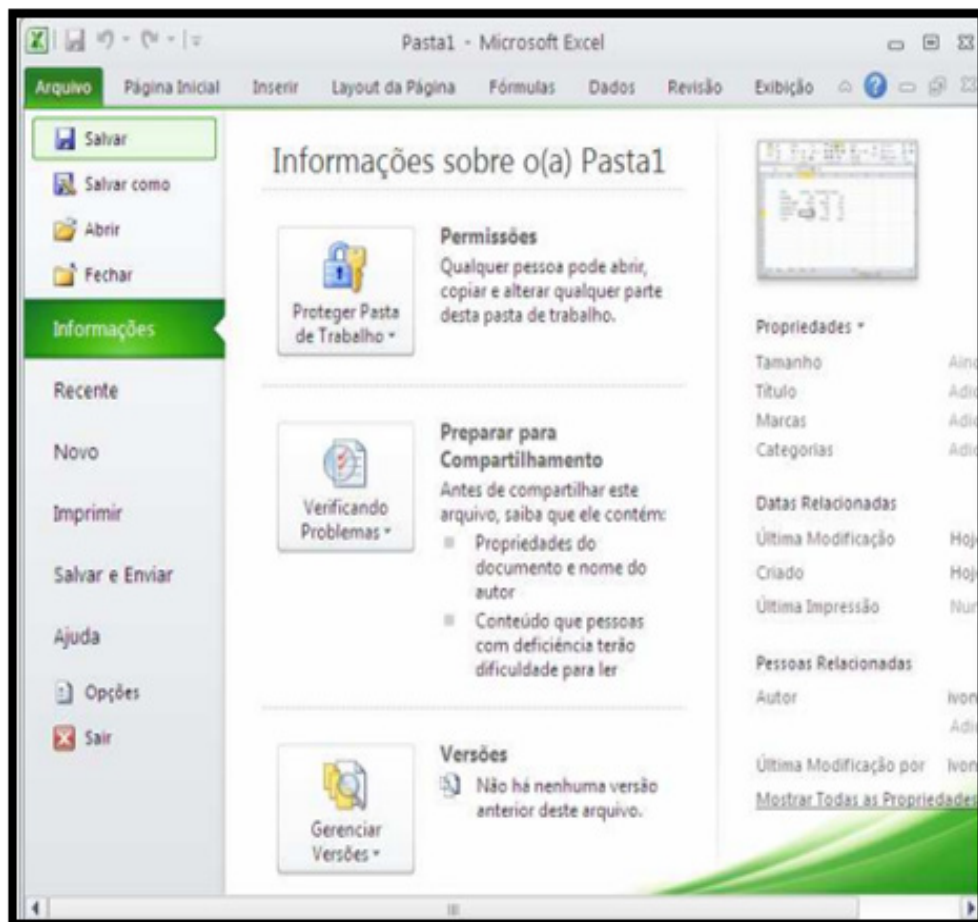 Pasta1 - Microsoft Excel
Arquivo Página Inicial Inserir Layout da Página Fórmulas Dados Revisão Exibição
Salvar
Salvar como
Abrir
Fechar
Informações
Recente
Novo
Imprimir
Salvar e Enviar
Ajuda
Opções
Sair
Informações sobre o(a) Pasta1
Proteger Pasta
de Trabalho
Permissões
Qualquer pessoa pode abrir,
copiar e alterar qualquer parte
desta pasta de trabalho.
Verificando
Problemas
Preparar para
Compartilhamento
Antes de compartilhar este
arquivo, saiba que ele contém:
Propriedades do
documento e nome do
autor
Conteúdo que pessoas
com deficiência terão
dificuldade para ler
Gerenciar
Versões
Versões
Não há nenhuma versão
anterior deste arquivo.
Propriedades
Tamanho
Título
Marcas
Categorias
Datas Relacionadas
Última Modificação
Criado
Última Impressão
Pessoas Relacionadas
Autor
Última Modificação por
Mostrar Todas as Propriedades